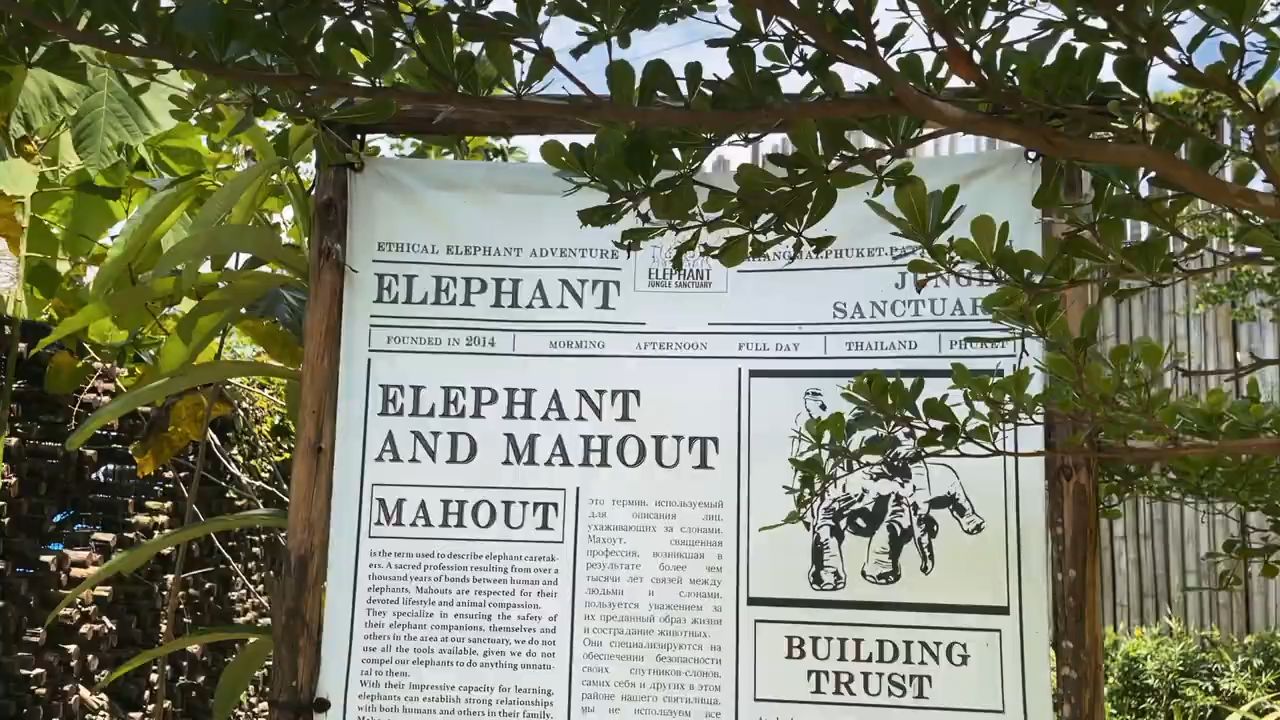 ETHICAL ELEPHANT ADVENTURE
ELEPHANT
JUNGLE SANCTUARY
ELEPHANT
SANCTUARY
FOUNDED IN 2014
MORNING
AFTERNOON
FULL DAY
THAILAND
PHUKET
ELEPHANT
AND MAHOUT
MAHOUT
is the term used to describe elephant caretak-
ers. A sacred profession resulting from over a
thousand years of bonds between human and
elephants, Mahouts are respected for their
devoted lifestyle and animal compassion.
They specialize in ensuring the safety of
their elephant companions, themselves and
others in the area at our sanctuary, we do not
use all the tools available, given we do not
compel our elephants to do anything unnatu-
ral to them.
With their impressive capacity for learning,
elephants can establish strong relationships
with both humans and others in their family.
это термин, используемый
для описания лиц,
ухаживающих за слонами.
Махоут, священная
профессия, возникшая в
результате более чем
тысячи лет связей между
людьми и слонами,
пользуется уважением за
их преданный образ жизни
и сострадание животных.
Они специализируются на
обеспечении безопасности
своих спутников-слонов,
самих себя и других в этом
районе нашего святилища,
мы не используем все
BUILDING
TRUST